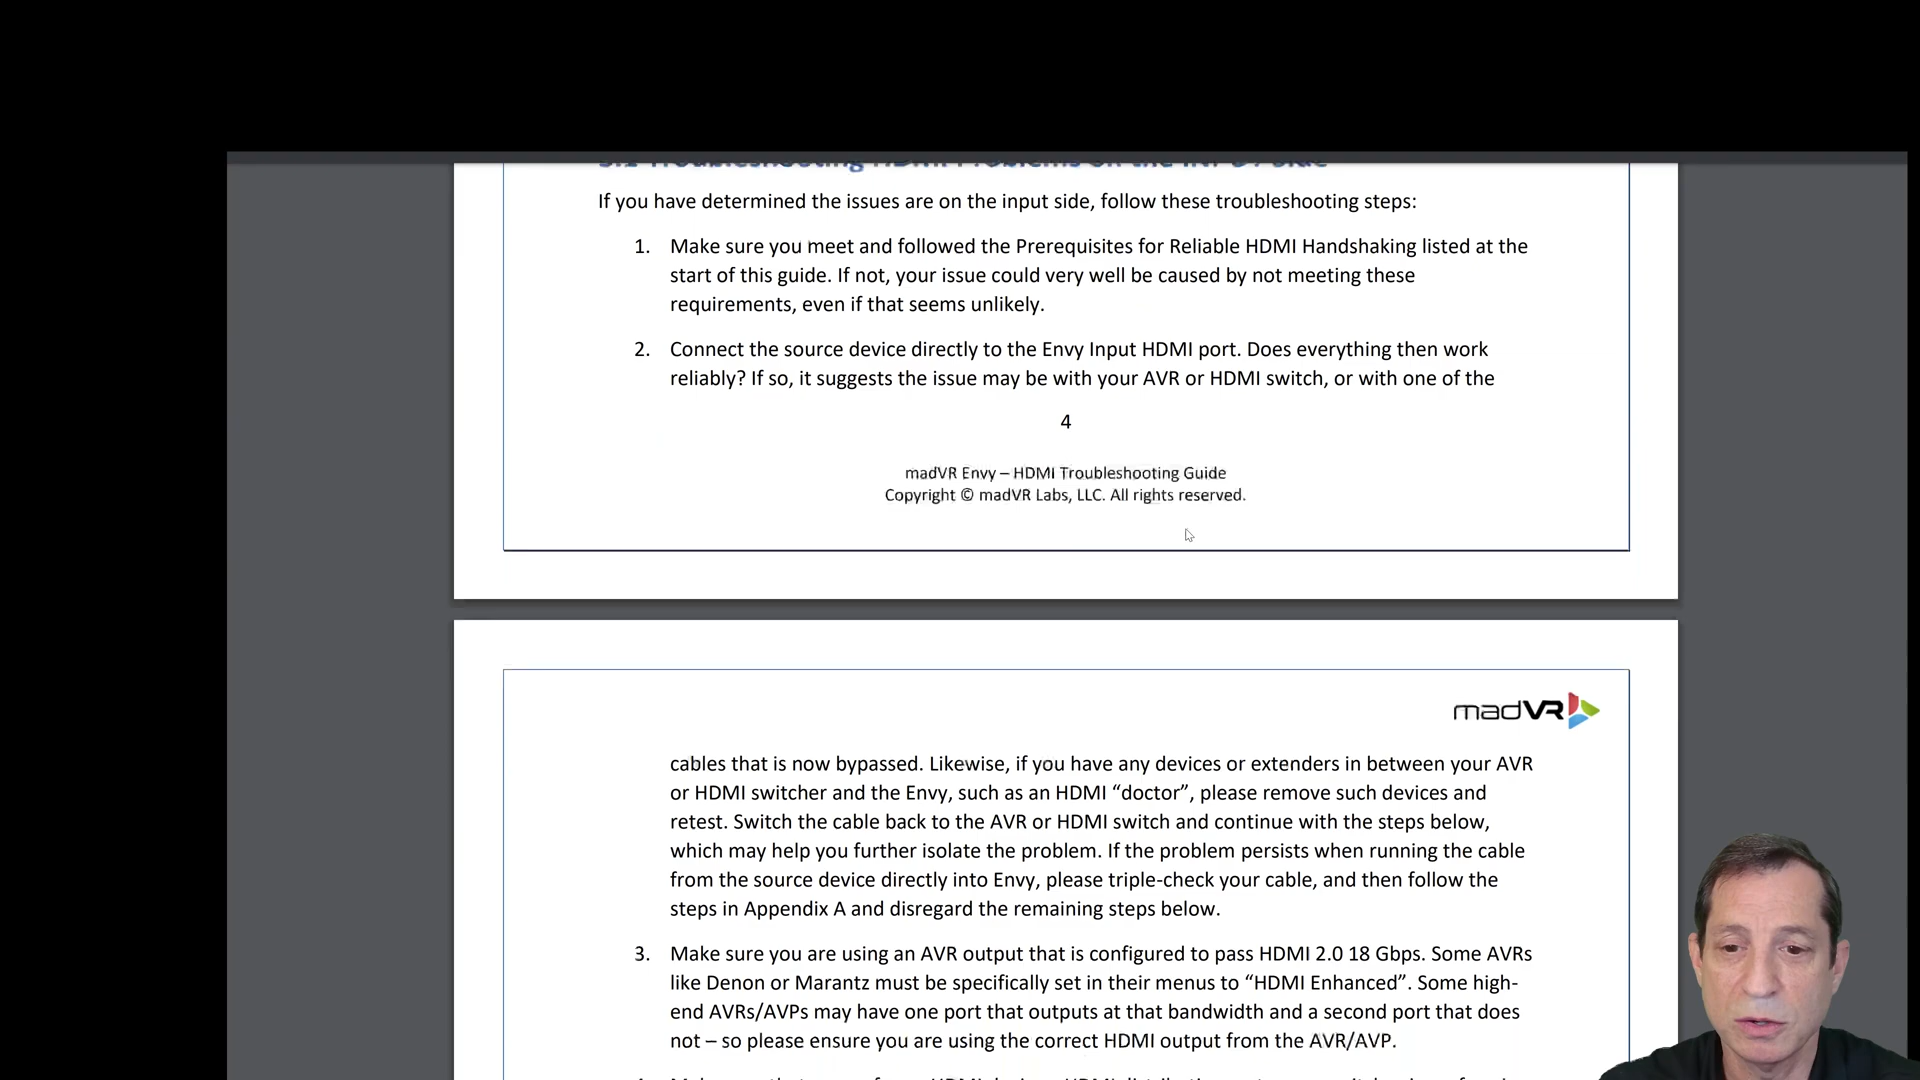 3.1 Troubleshooting HDMI Problems on the INPUT Side
If you have determined the issues are on the input side, follow these troubleshooting steps:
1. Make sure you meet and followed the Prerequisites for Reliable HDMI Handshaking listed at the
start of this guide. If not, your issue could very well be caused by not meeting these
requirements, even if that seems unlikely.
2. Connect the source device directly to the Envy Input HDMI port. Does everything then work
reliably? If so, it suggests the issue may be with your AVR or HDMI switch, or with one of the
4
madVR Envy – HDMI Troubleshooting Guide
Copyright © madVR Labs, LLC. All rights reserved.
madVR
cables that is now bypassed. Likewise, if you have any devices or extenders in between your AVR
or HDMI switcher and the Envy, such as an HDMI “doctor”, please remove such devices and
retest. Switch the cable back to the AVR or HDMI switch and continue with the steps below,
which may help you further isolate the problem. If the problem persists when running the cable
from the source device directly into Envy, please triple-check your cable, and then follow the
steps in Appendix A and disregard the remaining steps below.
3. Make sure you are using an AVR output that is configured to pass HDMI 2.0 18 Gbps. Some AVRs
like Denon or Marantz must be specifically set in their menus to “HDMI Enhanced”. Some high-
end AVRs/AVPs may have one port that outputs at that bandwidth and a second port that does
not – so please ensure you are using the correct HDMI output from the AVR/AVP.